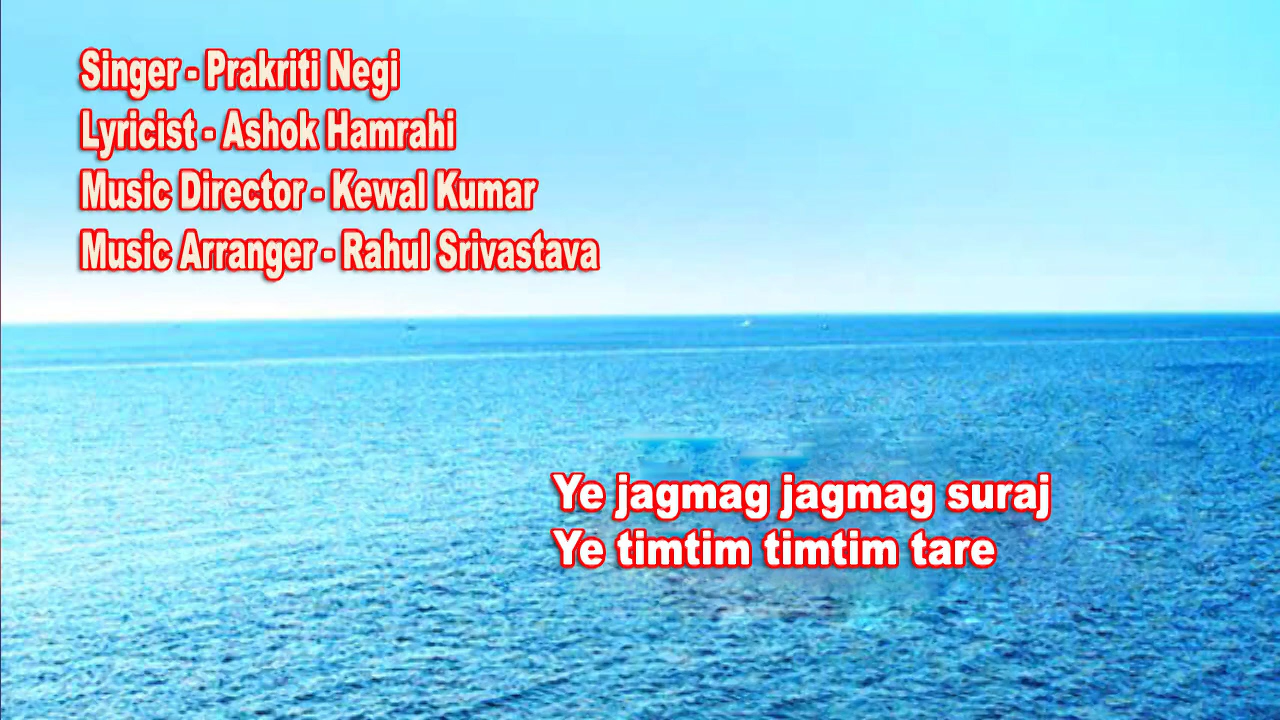 Singer - Prakriti Negi
Lyricist - Ashok Hamrahi
Music Director - Kewal Kumar
Music Arranger - Rahul Srivastava
Ye jagmag jagmag suraj
Ye timtim timtim tare